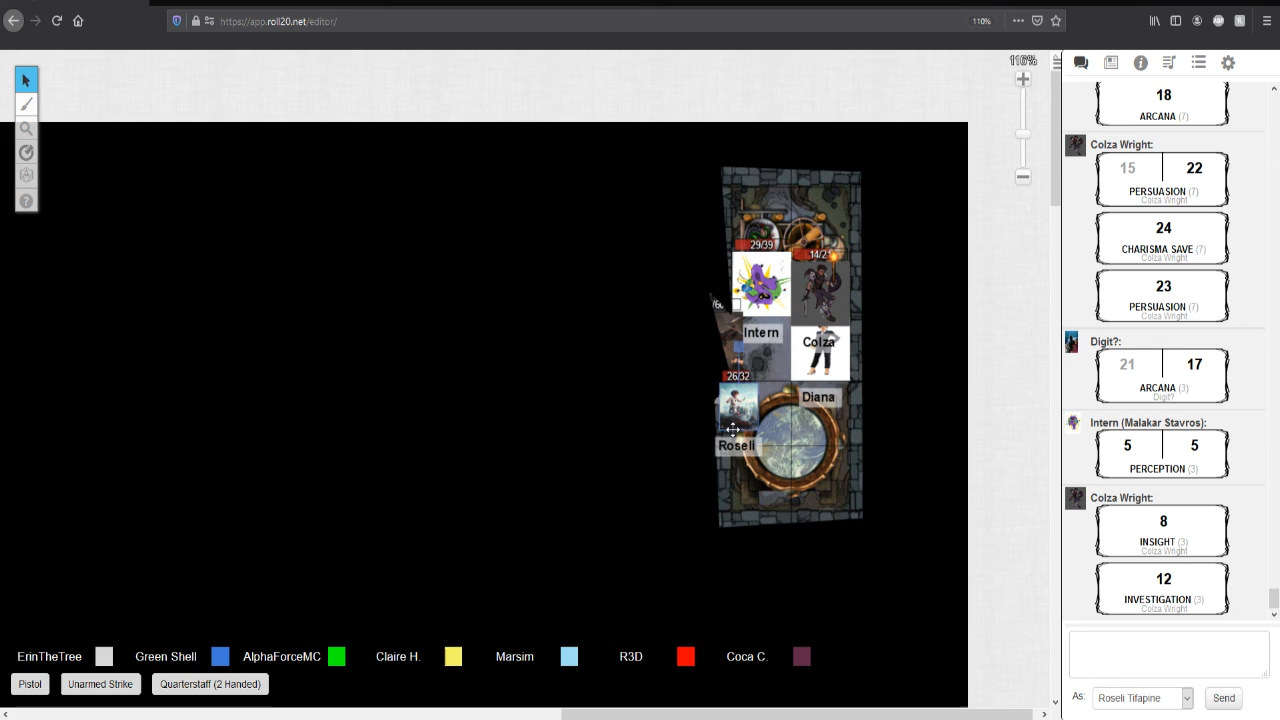 https://app.roll20.net/editor/
110%
116%
18
ARCANA (7)
Colza Wright:
15 22
PERSUASION (7)
Colza Wright
24
CHARISMA SAVE (7)
Colza Wright
23
PERSUASION (7)
Colza Wright
Digit?:
21 17
ARCANA (3)
Digit?
Intern (Malakar Stavros):
5 5
PERCEPTION (3)
Colza Wright:
8
INSIGHT (3)
Colza Wright
12
INVESTIGATION (3)
Colza Wright
As: Roseli Tifapine Send
29/39
14/21
Intern
Colza
26/32
Diana
Roseli
ErinTheTree Green Shell AlphaForceMC Claire H. Marsim R3D Coca C.
Pistol Unarmed Strike Quarterstaff (2 Handed)